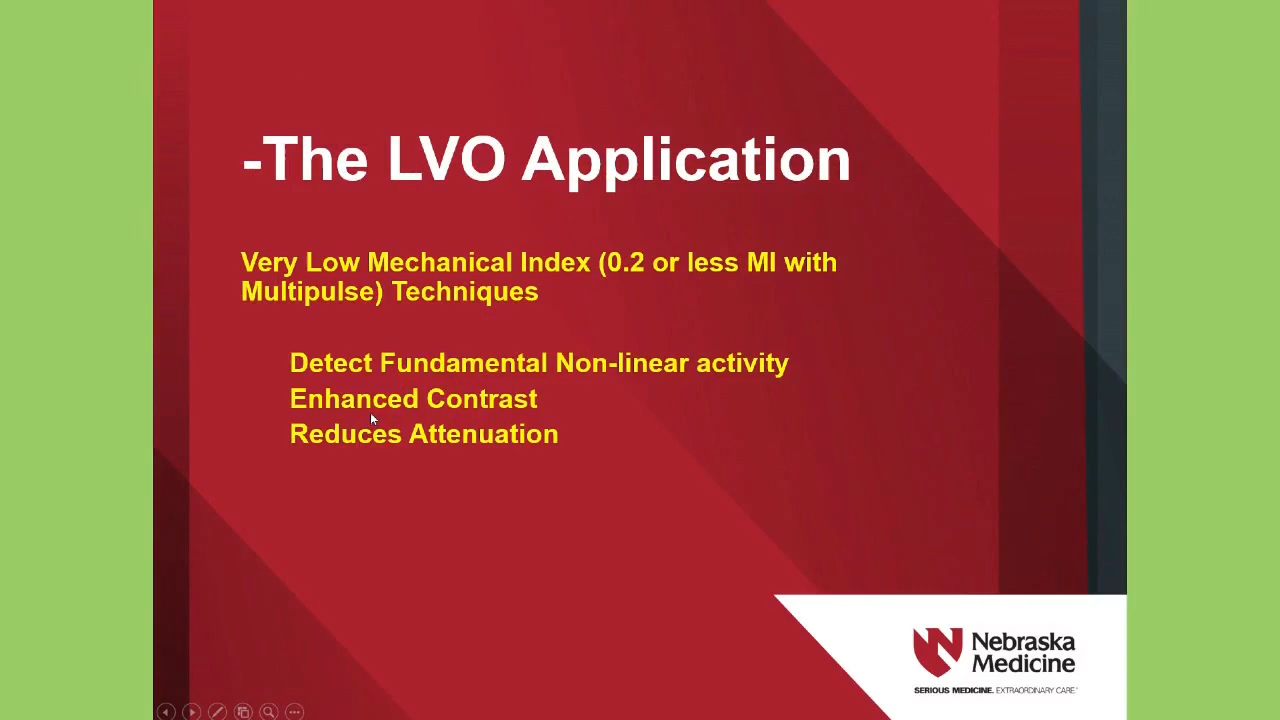 -The LVO Application
Very Low Mechanical Index (0.2 or less MI with
Multipulse) Techniques
Detect Fundamental Non-linear activity
Enhanced Contrast
Reduces Attenuation
Nebraska
Medicine
SERIOUS MEDICINE. EXTRAORDINARY CARE.